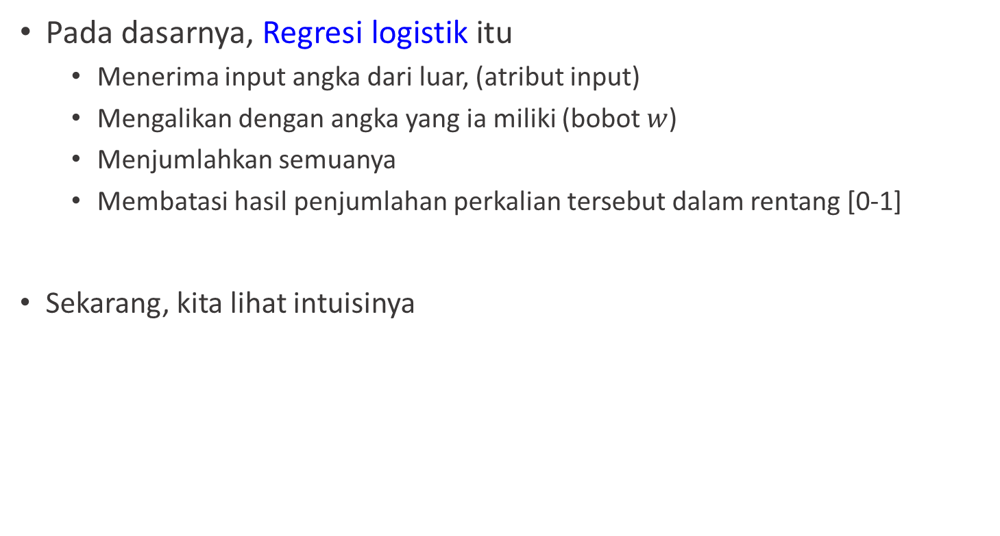 • Pada dasarnya, Regresi logistik itu
• Menerima input angka dari luar, (atribut input)
• Mengalikan dengan angka yang ia miliki (bobot w)
• Menjumlahkan semuanya
• Membatasi hasil penjumlahan perkalian tersebut dalam rentang [0-1]
• Sekarang, kita lihat intuisinya